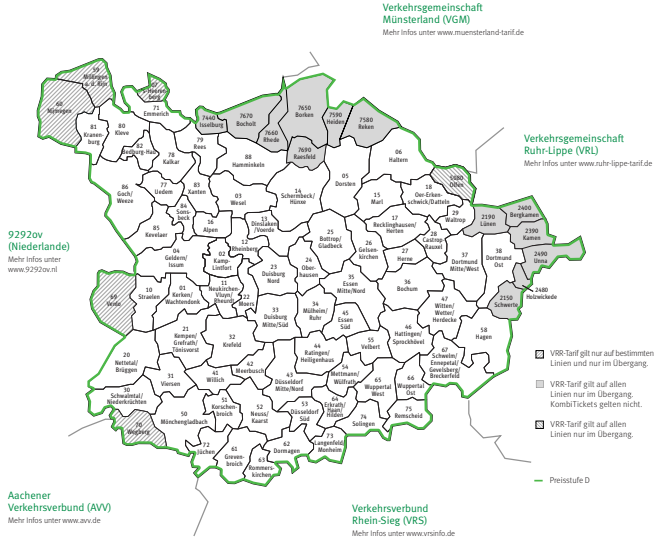 Verkehrsgemeinschaft
Münsterland (VGM)
Mehr Infos unter www.muensterland-tarif.de
59
Millingen
a. d. Rijn
57
's-Heeren-
berg
60
Nijmegen
71
Emmerich
7440
Isselburg
7670
Bocholt
7650
Borken
7590
Heiden
7580
Reken
7660
Rhede
7690
Raesfeld
81
Kranen-
burg
80
Kleve
82
Bedburg-Hau
79
Rees
78
Kalkar
88
Hamminkeln
06
Haltern
Verkehrsgemeinschaft
Ruhr-Lippe (VRL)
Mehr Infos unter www.ruhr-lippe-tarif.de
5980
Olfen
86
Goch/
Weeze
77
Uedem
83
Xanten
03
Wesel
14
Schermbeck/
Hünxe
05
Dorsten
15
Marl
18
Oer-Erken-
schwick/Datteln
29
Waltrop
2190
Lünen
2400
Bergkamen
2390
Kamen
2490
Unna
2480
Holzwickede
2150
Schwerte
84
Sons-
beck
85
Kevelaer
16
Alpen
13
Dinslaken
/Voerde
12
Rheinberg
25
Bottrop/
Gladbeck
17
Recklinghausen/
Herten
26
Gelsen-
kirchen
27
Herne
28
Castrop-
Rauxel
37
Dortmund
Mitte/West
38
Dortmund
Ost
9292ov
(Niederlande)
Mehr Infos unter
www.9292ov.nl
04
Geldern/
Issum
02
Kamp-
Lintfort
23
Duisburg
Nord
24
Ober-
hausen
35
Essen
Mitte/Nord
36
Bochum
69
Venlo
10
Straelen
01
Kerken/
Wachtendonk
11
Neukirchen-
Vluyn/
Rheurdt
22
Moers
33
Duisburg
Mitte/Süd
34
Mülheim/
Ruhr
45
Essen
Süd
46
Hattingen/
Sprockhövel
47
Witten/
Wetter/
Herdecke
58
Hagen
21
Kempen/
Grefrath/
Tönisvorst
32
Krefeld
44
Ratingen/
Heiligenhaus
55
Velbert
67
Schwelm/
Ennepetal/
Gevelsberg/
Breckerfeld
20
Nettetal/
Brüggen
31
Viersen
41
Willich
42
Meerbusch
43
Düsseldorf
Mitte/Nord
54
Mettmann/
Wülfrath
65
Wuppertal
West
66
Wuppertal
Ost
30
Schwalmtal/
Niederkrüchten
50
Mönchengladbach
51
Korschen-
broich
52
Neuss/
Kaarst
53
Düsseldorf
Süd
64
Erkrath/
Haan/
Hilden
74
Solingen
75
Remscheid
70
Wegberg
72
Jüchen
61
Greven-
broich
63
Rommers-
kirchen
62
Dormagen
73
Langenfeld/
Monheim
VRR-Tarif gilt nur auf bestimmten
Linien und nur im Übergang.
VRR-Tarif gilt auf allen
Linien nur im Übergang.
KombiTickets gelten nicht.
VRR-Tarif gilt auf allen
Linien nur im Übergang.
Preisstufe D
Aachener
Verkehrsverbund (AVV)
Mehr Infos unter www.avv.de
Verkehrsverbund
Rhein-Sieg (VRS)
Mehr Infos unter www.vrsinfo.de